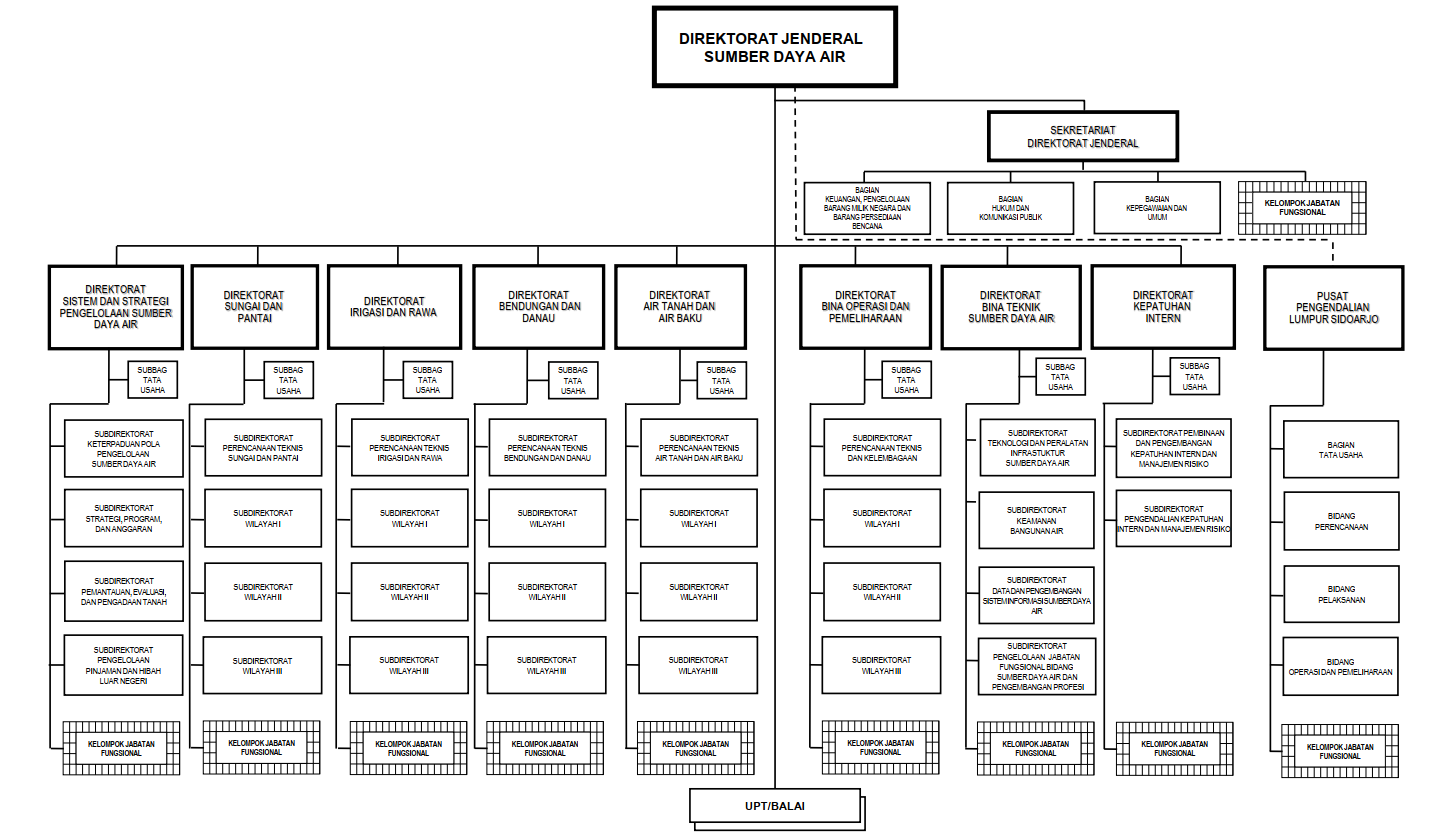 DIREKTORAT JENDERAL
SUMBER DAYA AIR
SEKRETARIAT
DIREKTORAT JENDERAL
BAGIAN
KEUANGAN, PENGELOLAAN
BARANG MILIK NEGARA DAN
BARANG PERSEDIAAN
BENCANA
BAGIAN
HUKUM DAN
KOMUNIKASI PUBLIK
BAGIAN
KEPEGAWAIAN DAN
UMUM
KELOMPOK JABATAN
FUNGSIONAL
DIREKTORAT
SISTEM DAN STRATEGI
PENGELOLAAN SUMBER
DAYA AIR
DIREKTORAT
SUNGAI DAN
PANTAI
DIREKTORAT
IRIGASI DAN RAWA
DIREKTORAT
BENDUNGAN DAN
DANAU
DIREKTORAT
AIR TANAH DAN
AIR BAKU
DIREKTORAT
BINA OPERASI DAN
PEMELIHARAAN
DIREKTORAT
BINA TEKNIK
SUMBER DAYA AIR
DIREKTORAT
KEPATUHAN
INTERN
PUSAT
PENGENDALIAN
LUMPUR SIDOARJO
SUBBAG
TATA
USAHA
SUBBAG
TATA
USAHA
SUBBAG
TATA
USAHA
SUBBAG
TATA
USAHA
SUBBAG
TATA
USAHA
SUBBAG
TATA
USAHA
SUBBAG
TATA
USAHA
SUBBAG
TATA
USAHA
SUBDIREKTORAT
KETERPADUAN POLA
PENGELOLAAN
SUMBER DAYA AIR
SUBDIREKTORAT
PERENCANAAN TEKNIS
SUNGAI DAN PANTAI
SUBDIREKTORAT
PERENCANAAN TEKNIS
IRIGASI DAN RAWA
SUBDIREKTORAT
PERENCANAAN TEKNIS
BENDUNGAN DAN DANAU
SUBDIREKTORAT
PERENCANAAN TEKNIS
AIR TANAH DAN AIR BAKU
SUBDIREKTORAT
PERENCANAAN TEKNIS
DAN KELEMBAGAAN
SUBDIREKTORAT
TEKNOLOGI DAN PERALATAN
INFRASTUKTUR
SUMBER DAYA AIR
SUBDIREKTORAT PEMBINAAN
DAN PENGEMBANGAN
KEPATUHAN INTERN DAN
MANAJEMEN RISIKO
BAGIAN
TATA USAHA
SUBDIREKTORAT
STRATEGI, PROGRAM,
DAN ANGGARAN
SUBDIREKTORAT
WILAYAH I
SUBDIREKTORAT
WILAYAH I
SUBDIREKTORAT
WILAYAH I
SUBDIREKTORAT
WILAYAH I
SUBDIREKTORAT
WILAYAH I
SUBDIREKTORAT
KEAMANAN
BANGUNAN AIR
SUBDIREKTORAT
PENGENDALIAN KEPATUHAN
INTERN DAN MANAJEMEN RISIKO
BIDANG
PERENCANAAN
SUBDIREKTORAT
PEMANTAUAN, EVALUASI,
DAN PENGADAAN TANAH
SUBDIREKTORAT
WILAYAH II
SUBDIREKTORAT
WILAYAH II
SUBDIREKTORAT
WILAYAH II
SUBDIREKTORAT
WILAYAH II
SUBDIREKTORAT
WILAYAH II
SUBDIREKTORAT
DATA DAN PENGEMBANGAN
SISTEM INFORMASI SUMBER DAYA
AIR
BIDANG
PELAKSANAN
SUBDIREKTORAT
PENGELOLAAN
PINJAMAN DAN HIBAH
LUAR NEGERI
SUBDIREKTORAT
WILAYAH III
SUBDIREKTORAT
WILAYAH III
SUBDIREKTORAT
WILAYAH III
SUBDIREKTORAT
WILAYAH III
SUBDIREKTORAT
WILAYAH III
SUBDIREKTORAT
PENGELOLAAN JABATAN
FUNGSIONAL BIDANG
SUMBER DAYA AIR DAN
PENGEMBANGAN PROFESI
BIDANG
OPERASI DAN PEMELIHARAAN
KELOMPOK JABATAN
FUNGSIONAL
KELOMPOK JABATAN
FUNGSIONAL
KELOMPOK JABATAN
FUNGSIONAL
KELOMPOK JABATAN
FUNGSIONAL
KELOMPOK JABATAN
FUNGSIONAL
KELOMPOK JABATAN
FUNGSIONAL
KELOMPOK JABATAN
FUNGSIONAL
KELOMPOK JABATAN
FUNGSIONAL
KELOMPOK JABATAN
FUNGSIONAL
UPT/BALAI